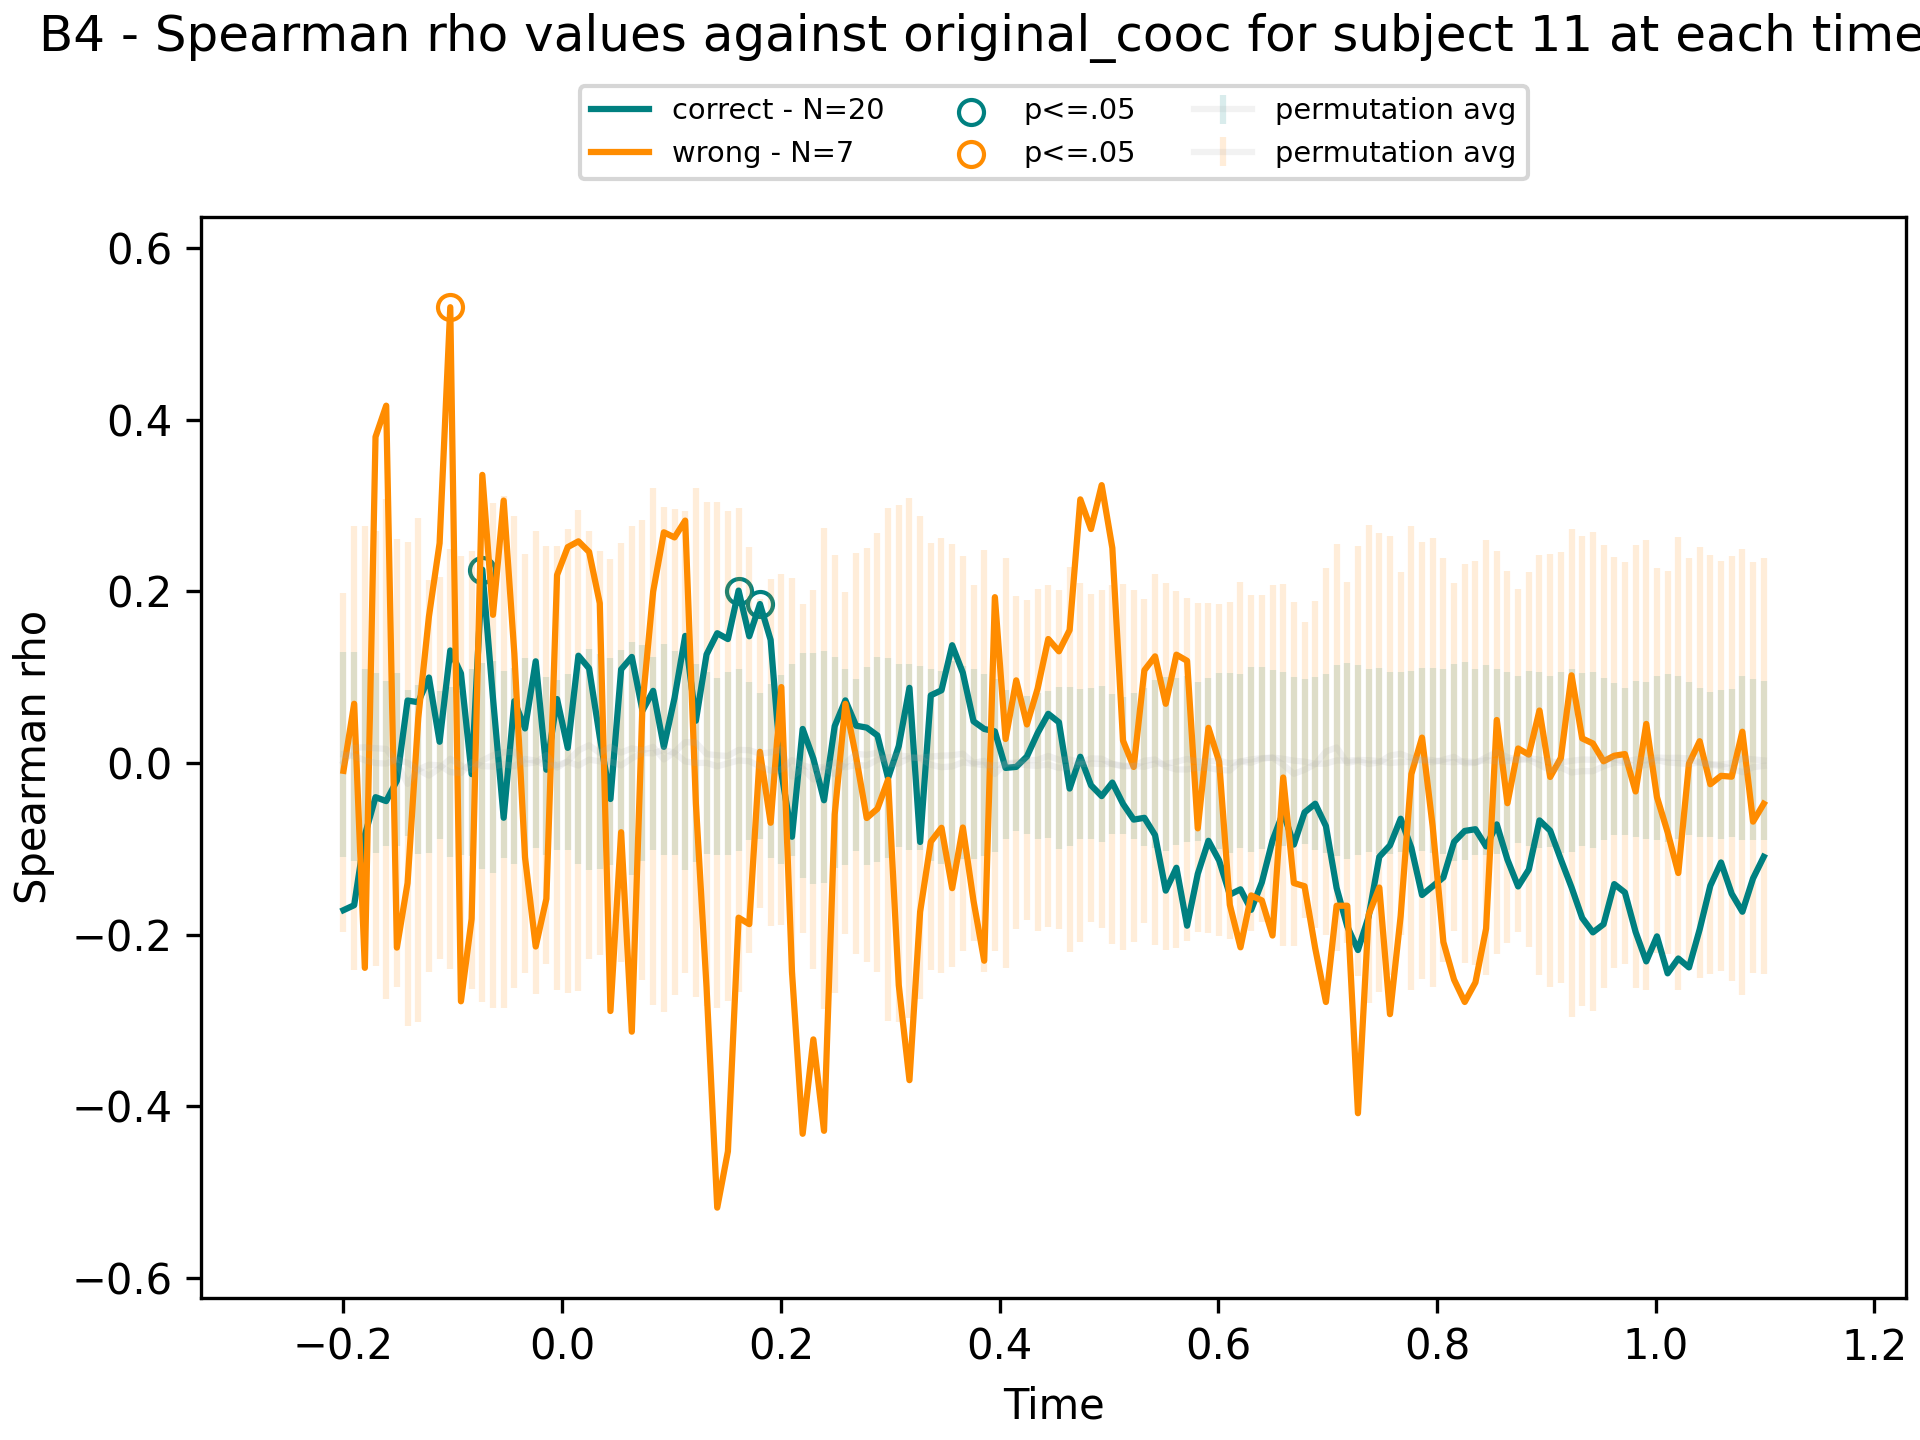 B4 - Spearman rho values against original_cooc for subject 11 at each time
correct - N=20
wrong - N=7
p<=.05
p<=.05
permutation avg
permutation avg
Spearman rho
0.6
0.4
0.2
0.0
−0.2
−0.4
−0.6
−0.2 0.0 0.2 0.4 0.6 0.8 1.0 1.2
Time